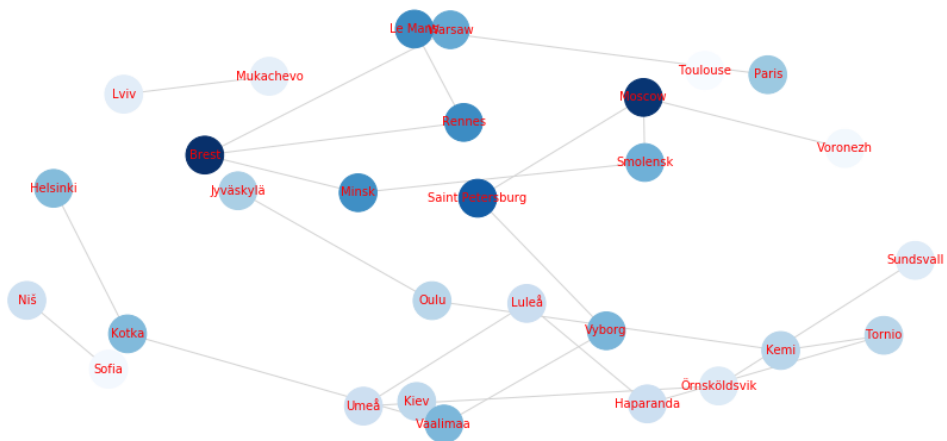 Le Mans
Warsaw
Toulouse
Paris
Mukachevo
Lviv
Moscow
Rennes
Voronezh
Brest
Smolensk
Helsinki
Jyväskylä
Minsk
Saint Petersburg
Sundsvall
Niš
Oulu
Luleå
Kotka
Vyborg
Tornio
Kemi
Sofia
Örnsköldsvik
Umeå
Kiev
Haparanda
Vaalimaa